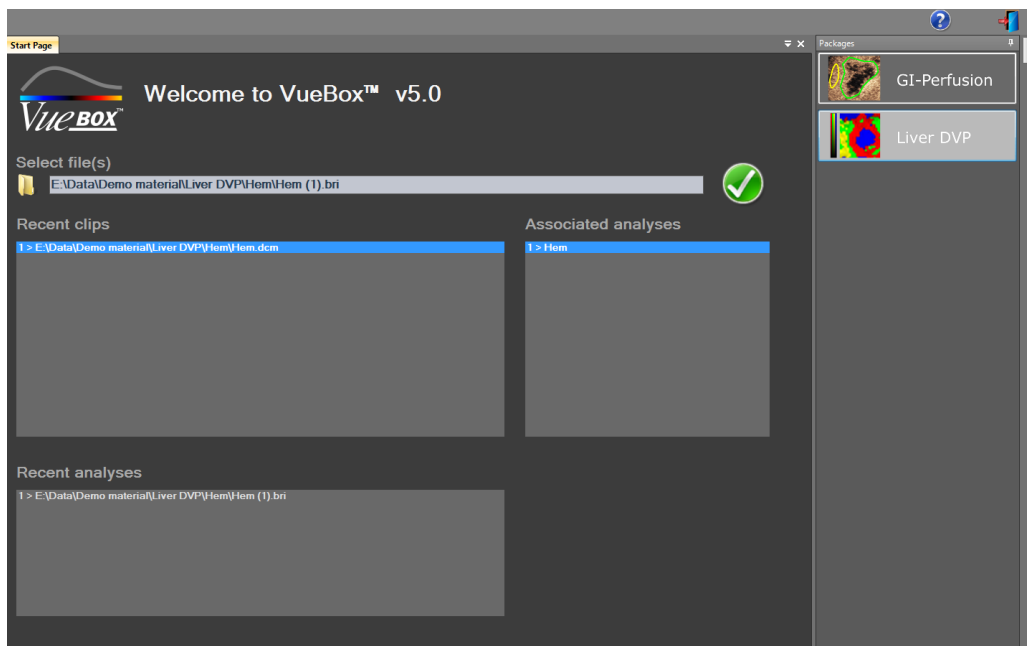 Start Page
Packages
VUEBOX™
Welcome to VueBox™ v5.0
GI-Perfusion
Liver DVP
Select file(s)
E:\Data\Demo material\Liver DVP\Hem\Hem (1).bri
Recent clips
Associated analyses
1 > E:\Data\Demo material\Liver DVP\Hem\Hem.dcm
1 > Hem
Recent analyses
1 > E:\Data\Demo material\Liver DVP\Hem\Hem (1).bri